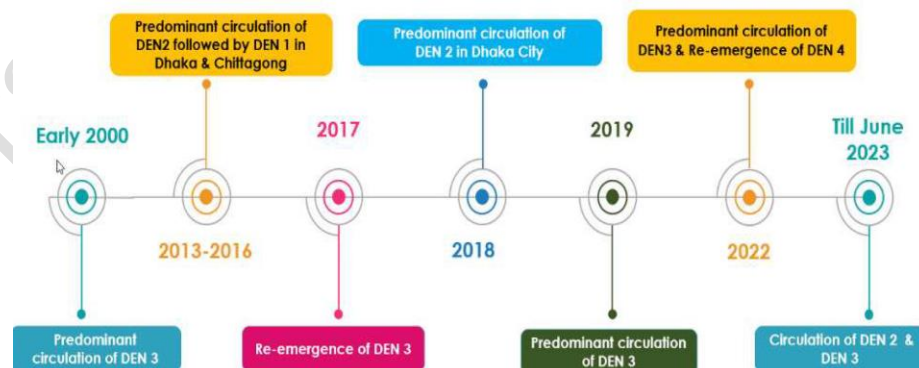 Predominant circulation of
DEN2 followed by DEN 1 in
Dhaka & Chittagong
Predominant circulation of
DEN 2 in Dhaka City
Predominant circulation of
DEN3 & Re-emergence of DEN 4
Early 2000
2017
2019
Till June
2023
2013-2016
2018
2022
Predominant
circulation of DEN 3
Re-emergence of DEN 3
Predominant circulation
of DEN 3
Circulation of DEN 2 &
DEN 3